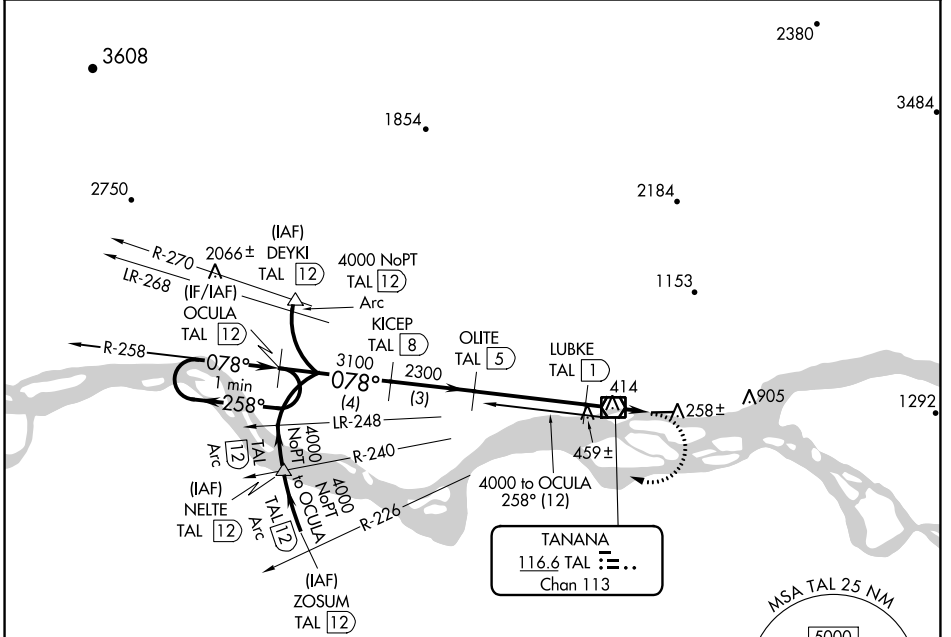 2380
3608
3484
1854
2750
2184
(IAF)
DEYKI
TAL 12
4000 NoPT
TAL 12
Arc
R-270
2066±
LR-268
1153
(IF/IAF)
OCULA
TAL 12
KICEP
TAL 8
OLITE
TAL 5
LUBKE
TAL 1
R-258
078°
1 min
258°
3100
078°
(4)
2300
(3)
414
258±
905
1292
459±
LR-248
4000
NoPT
TAL 12
Arc
R-240
4000
NoPT
to OCULA
TAL 12
Arc
R-226
(IAF)
NELTE
TAL 12
4000 to OCULA
258° (12)
(IAF)
ZOSUM
TAL 12
TANANA
116.6 TAL
Chan 113
MSA TAL 25 NM
5000